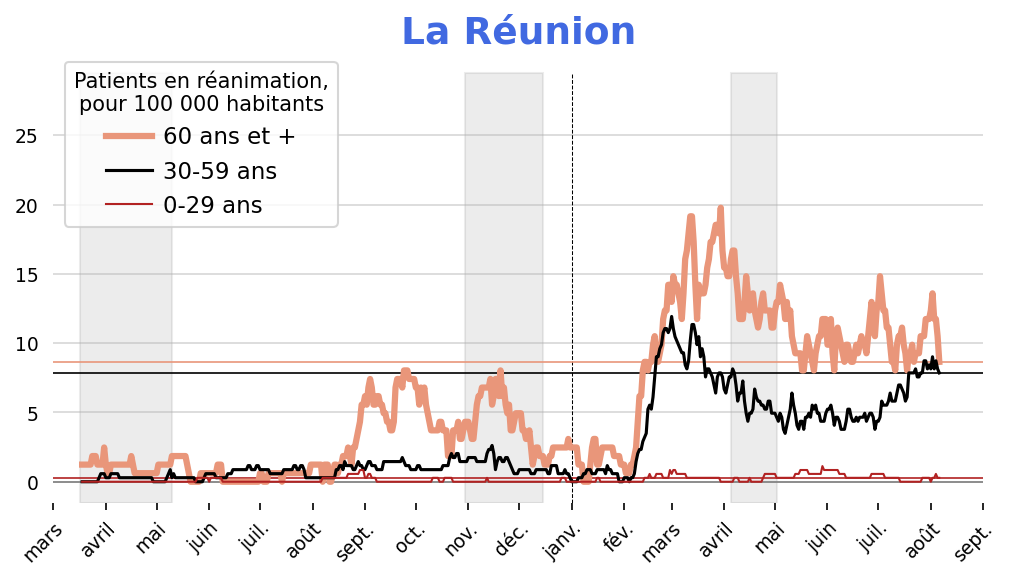 La Réunion
Patients en réanimation,
pour 100 000 habitants
60 ans et +
30-59 ans
0-29 ans
25
20
15
10
5
0
mars avril mai juin juil. août sept. oct. nov. déc. janv. fév. mars avril mai juin juil. août sept.